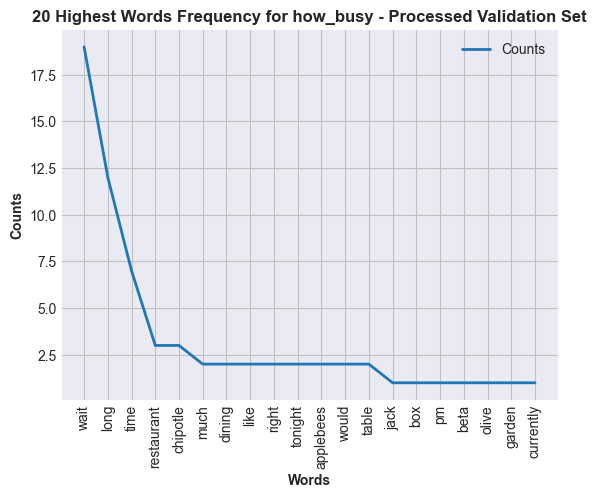 20 Highest Words Frequency for how_busy - Processed Validation Set
Counts
17.5
15.0
12.5
10.0
7.5
5.0
2.5
Counts
wait
long
time
restaurant
chipotle
much
dining
like
right
tonight
applebees
would
table
jack
box
pm
beta
olive
garden
currently
Words